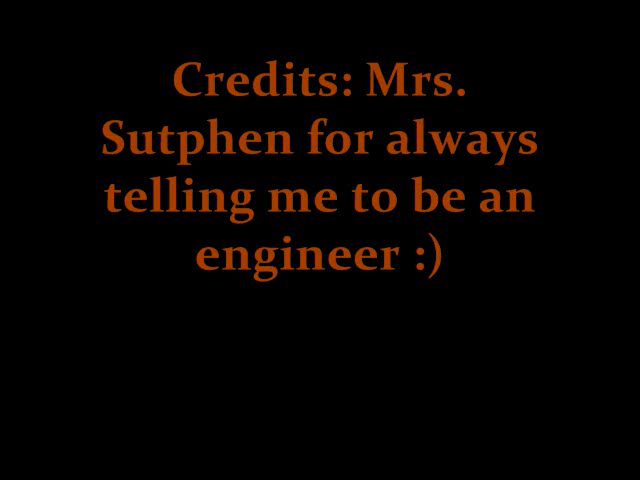 Credits: Mrs.
Sutphen for always
telling me to be an
engineer :)